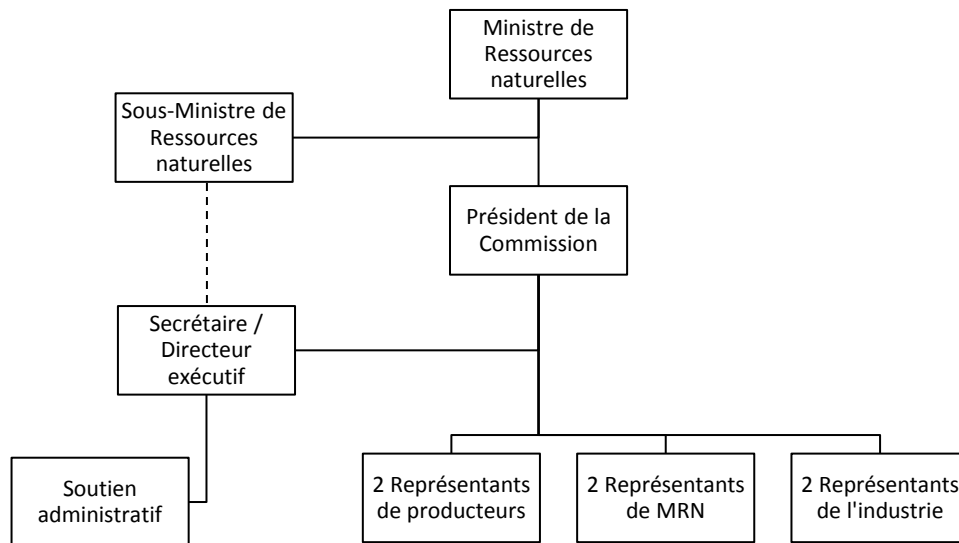 Ministre de
Ressources
naturelles
Sous-Ministre de
Ressources
naturelles
Président de la
Commission
Secrétaire /
Directeur
exécutif
Soutien
administratif
2 Représentants
de producteurs
2 Représentants
de MRN
2 Représentants
de l'industrie